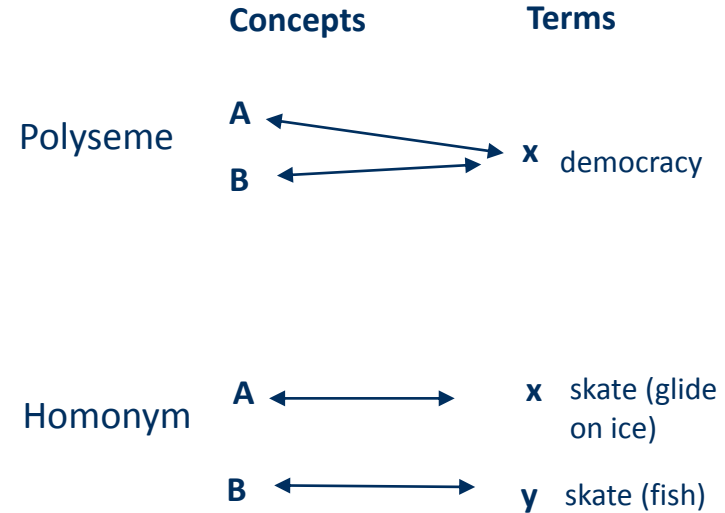 Concepts Terms
A
Polyseme
x democracy
B
A x skate (glide
on ice)
Homonym
B y skate (fish)